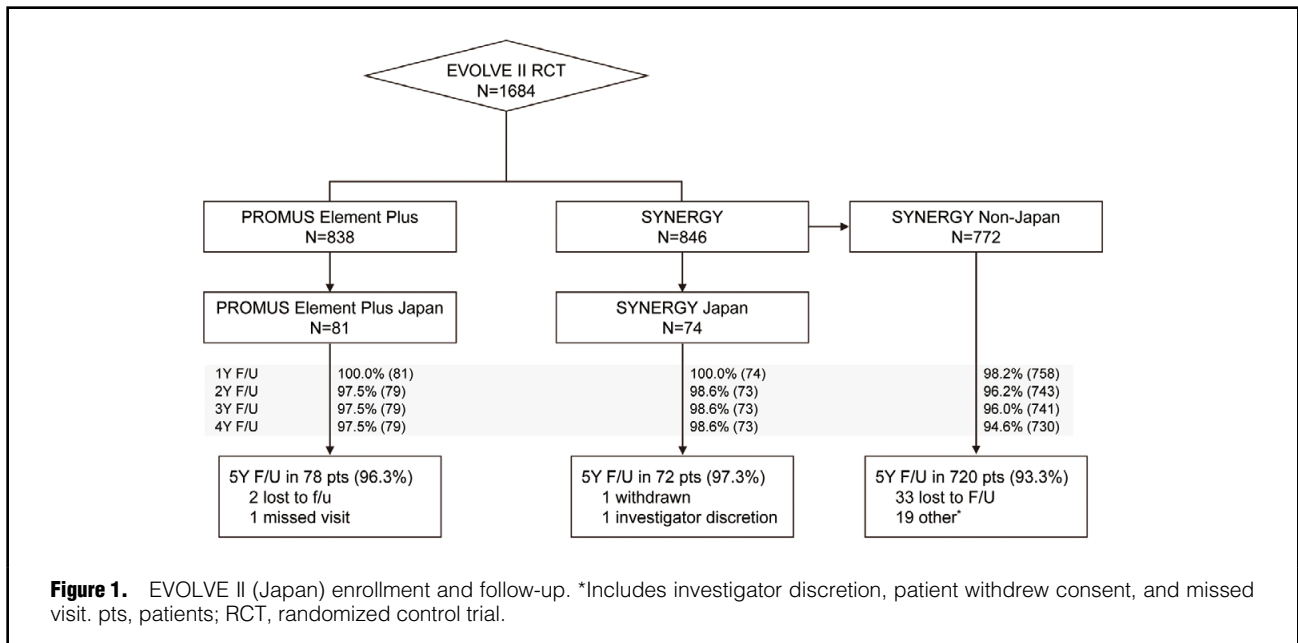 EVOLVE II RCT
N=1684
PROMUS Element Plus
N=838
SYNERGY
N=846
SYNERGY Non-Japan
N=772
PROMUS Element Plus Japan
N=81
SYNERGY Japan
N=74
1Y F/U 100.0% (81) 100.0% (74) 98.2% (758)
2Y F/U 97.5% (79) 98.6% (73) 96.2% (743)
3Y F/U 97.5% (79) 98.6% (73) 96.0% (741)
4Y F/U 97.5% (79) 98.6% (73) 94.6% (730)
5Y F/U in 78 pts (96.3%)
2 lost to f/u
1 missed visit
5Y F/U in 72 pts (97.3%)
1 withdrawn
1 investigator discretion
5Y F/U in 720 pts (93.3%)
33 lost to F/U
19 other*
Figure 1. EVOLVE II (Japan) enrollment and follow-up. *Includes investigator discretion, patient withdrew consent, and missed
visit. pts, patients; RCT, randomized control trial.